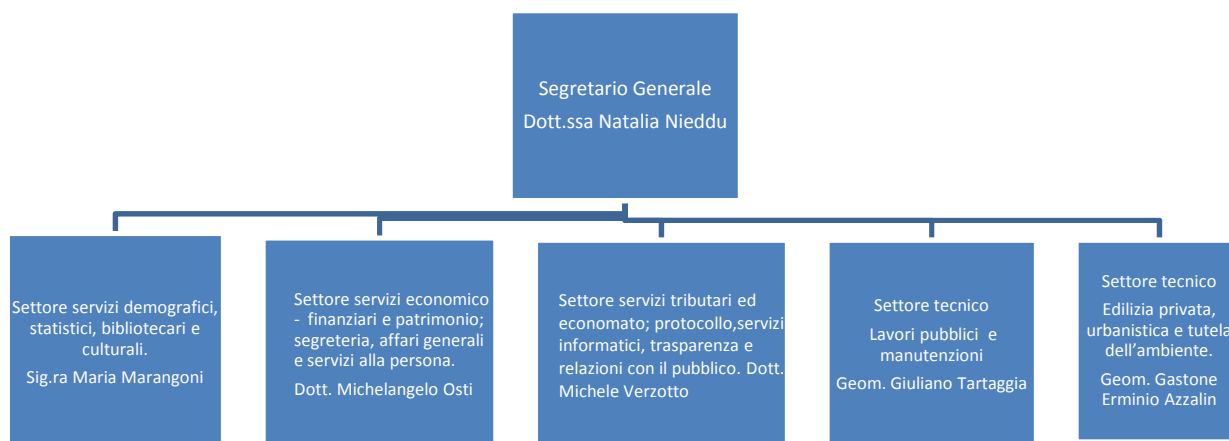 Segretario Generale
Dott.ssa Natalia Nieddu
Settore servizi demografici,
statistici, bibliotecari e
culturali.
Sig.ra Maria Marangoni
Settore servizi economico
- finanziari e patrimonio;
segreteria, affari generali
e servizi alla persona.
Dott. Michelangelo Osti
Settore servizi tributari ed
economato; protocollo,servizi
informatici, trasparenza e
relazioni con il pubblico. Dott.
Michele Verzotto
Settore tecnico
Lavori pubblici e
manutenzioni
Geom. Giuliano Tartaggia
Settore tecnico
Edilizia privata,
urbanistica e tutela
dell’ambiente.
Geom. Gastone
Erminio Azzalin